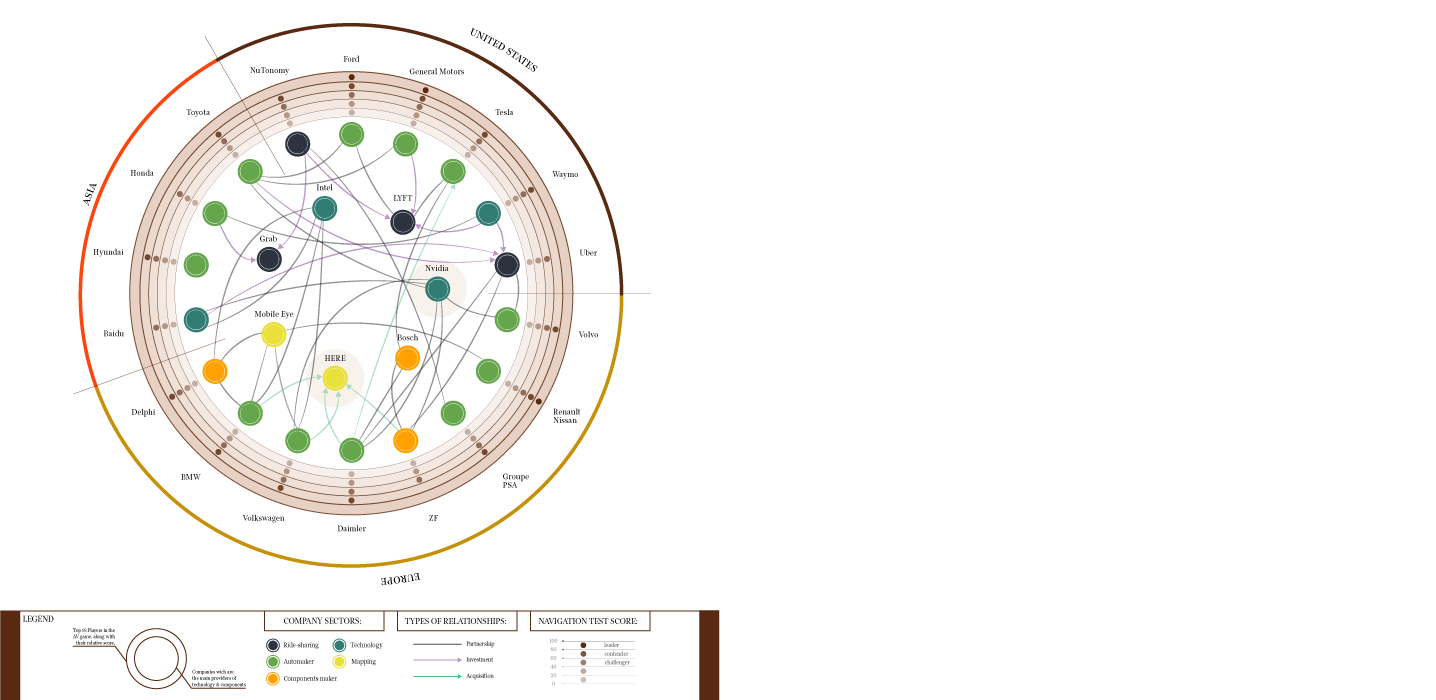 UNITED STATES
Ford
NuTonomy
General Motors
Toyota
Tesla
Honda
Waymo
ASIA
Intel
LYFT
Grab
Hyundai
Uber
Nvidia
Mobile Eye
Baidu
Volvo
Bosch
HERE
Delphi
Renault
Nissan
BMW
Groupe
PSA
Volkswagen
ZF
Daimler
EUROPE
LEGEND
Top 18 Players in the
AV game, along with
their relative score.
Companies wich are
the main providers of
technology & components
COMPANY SECTORS:
Ride-sharing
Technology
Automaker
Mapping
Components maker
TYPES OF RELATIONSHIPS:
Partnership
Investment
Acquisition
NAVIGATION TEST SCORE:
100
80
60
40
20
0
leader
contender
challenger